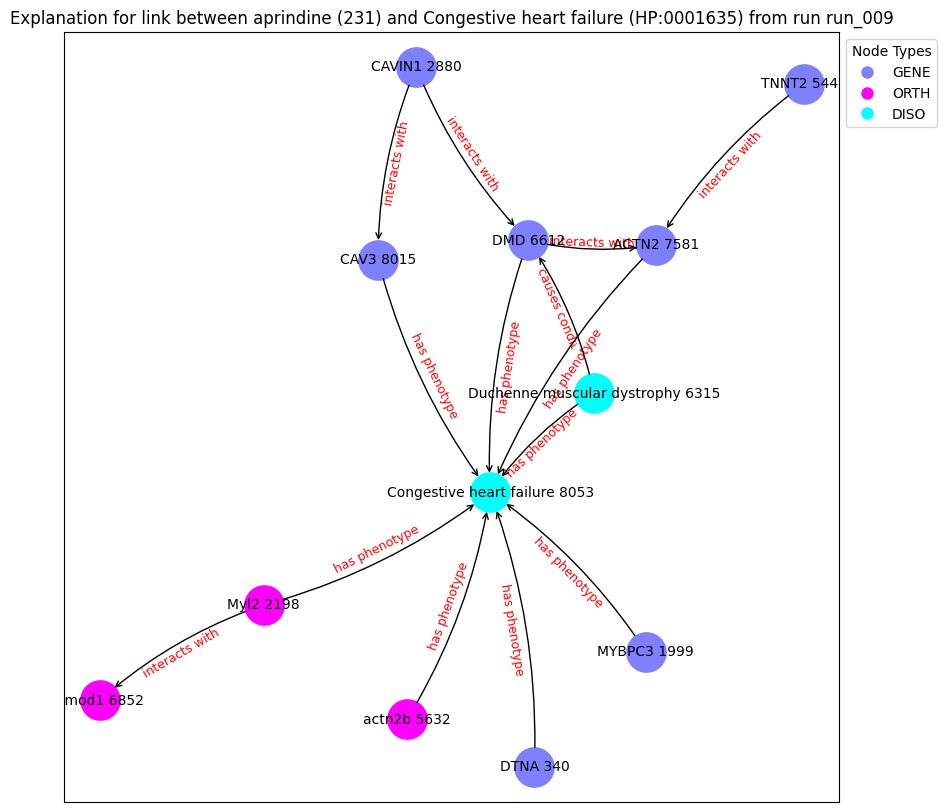 Explanation for link between aprindine (231) and Congestive heart failure (HP:0001635) from run run_009
Node Types
GENE
ORTH
DISO
CAVIN1 2880
TNNT2 544
interacts with
interacts with
interacts with
DMD 6612
interacts with
ACTN2 7581
CAV3 8015
causes condi
has phenotype
has phenotype
has phenotype
Duchenne muscular dystrophy 6315
has phenotype
Congestive heart failure 8053
has phenotype
has phenotype
has phenotype
has phenotype
Myl2 2198
interacts with
MYBPC3 1999
mod1 6852
actn2b 5632
DTNA 340